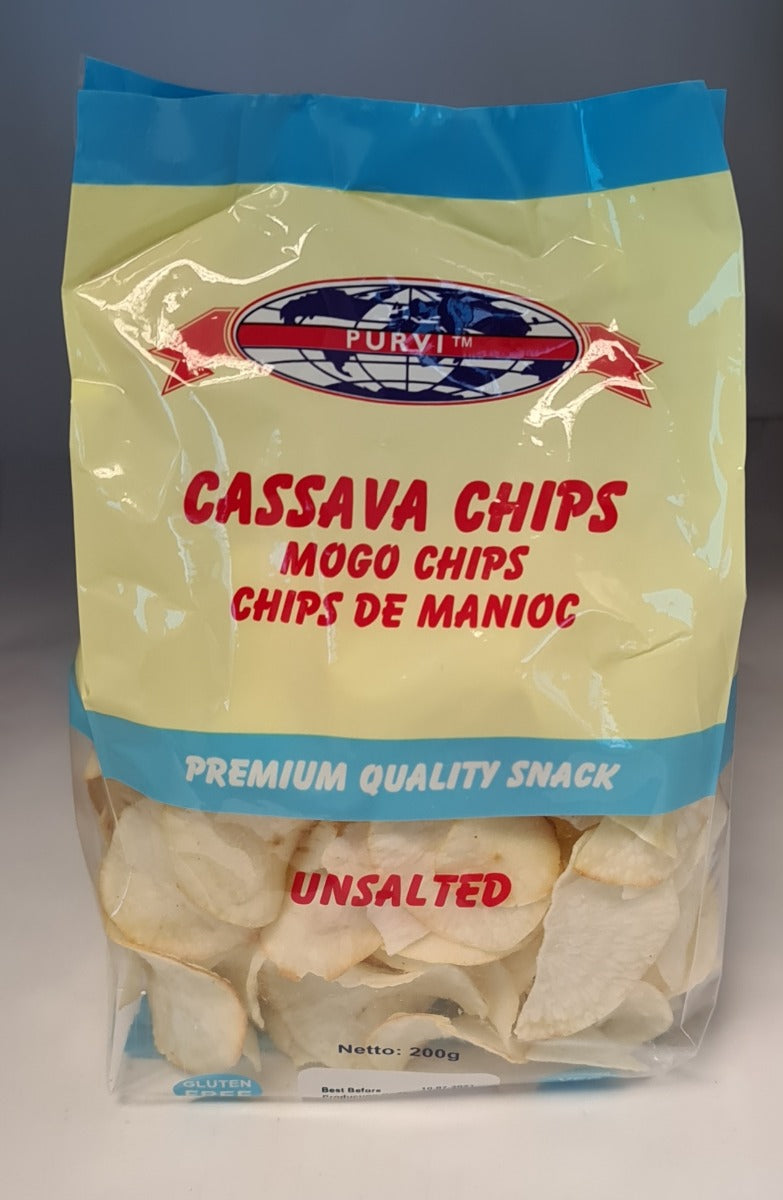 PURVI™
CASSAVA CHIPS
MOGO CHIPS
CHIPS DE MANIOC
PREMIUM QUALITY SNACK
UNSALTED
Netto: 200g
GLUTEN
FREE
Best Before